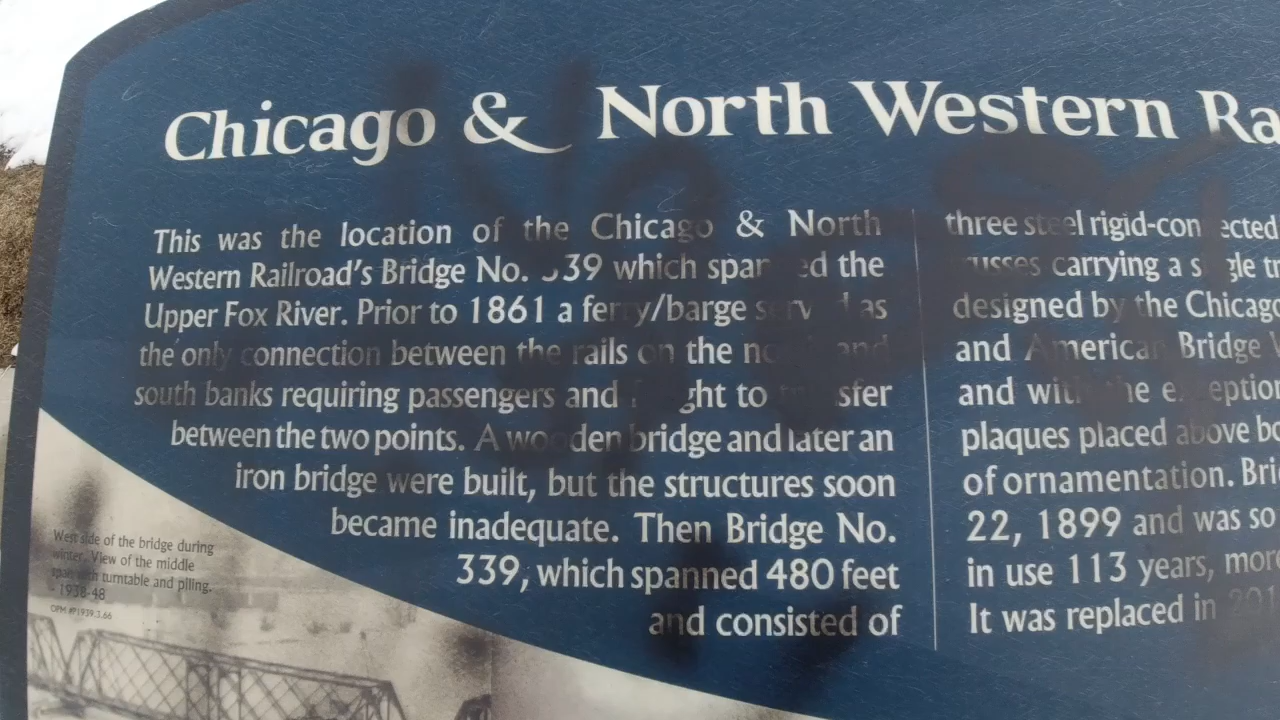 Chicago & North Western Ra
This was the location of the Chicago & North
Western Railroad's Bridge No. 339 which spanned the
Upper Fox River. Prior to 1861 a ferry/barge served as
the only connection between the rails on the north and
south banks requiring passengers and freight to transfer
between the two points. A wooden bridge and later an
iron bridge were built, but the structures soon
became inadequate. Then Bridge No.
339, which spanned 480 feet
and consisted of
three steel rigid-connected
trusses carrying a single tr
designed by the Chicago
and American Bridge
and with the exception
plaques placed above bo
of ornamentation. Bri
22, 1899 and was so
in use 113 years, more
It was replaced in 201
West side of the bridge during
winter. View of the middle
span with turntable and piling.
- 1938-48
OPM #P1939.3.66